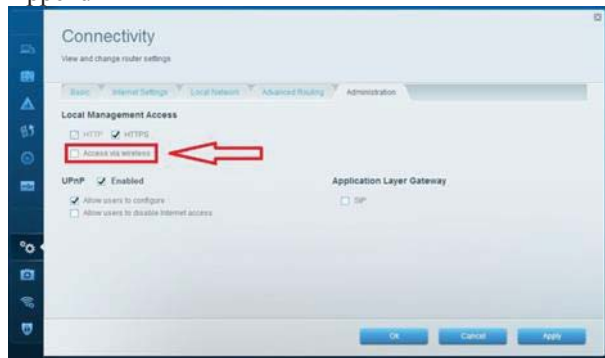 Connectivity
View and change router settings
Basic Internet Settings Local Network Advanced Routing Administration
Local Management Access
HTTP HTTPS
Access via wireless
UPnP Enabled Application Layer Gateway
Allow users to configure SIP
Allow users to disable Internet access
Ok Cancel Apply